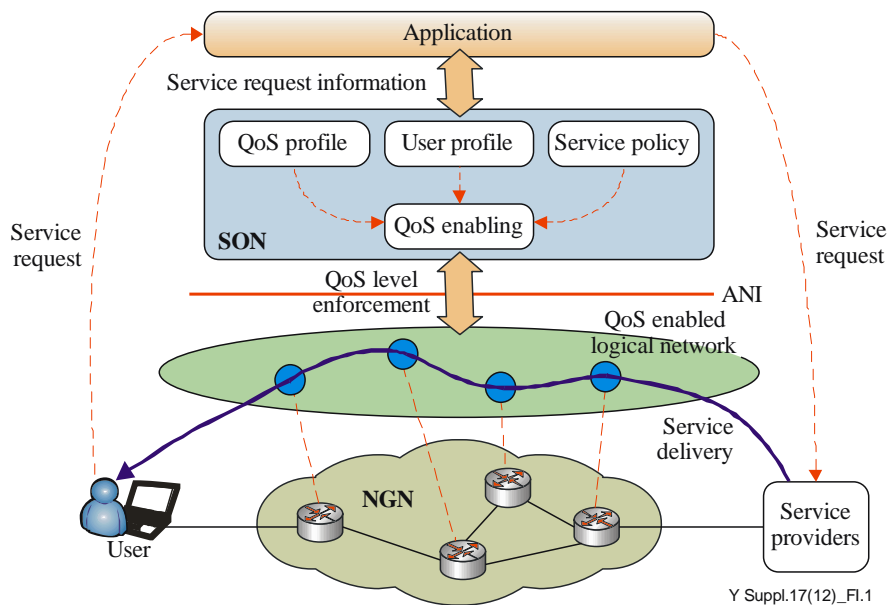 Application
Service request information
QoS profile
User profile
Service policy
QoS enabling
SON
Service
request
Service
request
QoS level
enforcement
ANI
QoS enabled
logical network
Service
delivery
NGN
User
Service
providers
Y Suppl.17(12)_FI.1